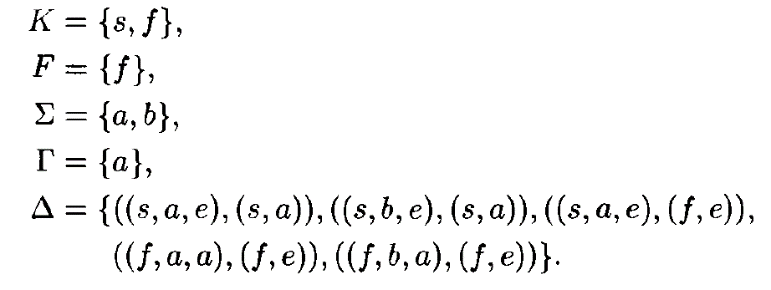 K = {s, f},
F = {f},
Σ = {a, b},
Γ = {a},
Δ = {((s, a, e), (s, a)), ((s, b, e), (s, a)), ((s, a, e), (f, e)),
((f, a, a), (f, e)), ((f, b, a), (f, e))}.